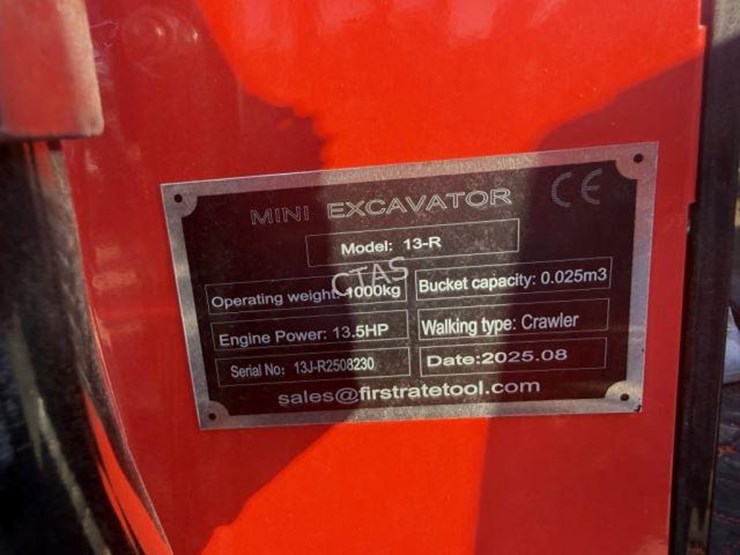 MINI EXCAVATOR CE
Model: 13-R
CTAS
Operating weight: 1000kg
Bucket capacity: 0.025m3
Engine Power: 13.5HP
Walking type: Crawler
Serial No: 13J-R2508230
Date:2025.08
sales@firstratetool.com